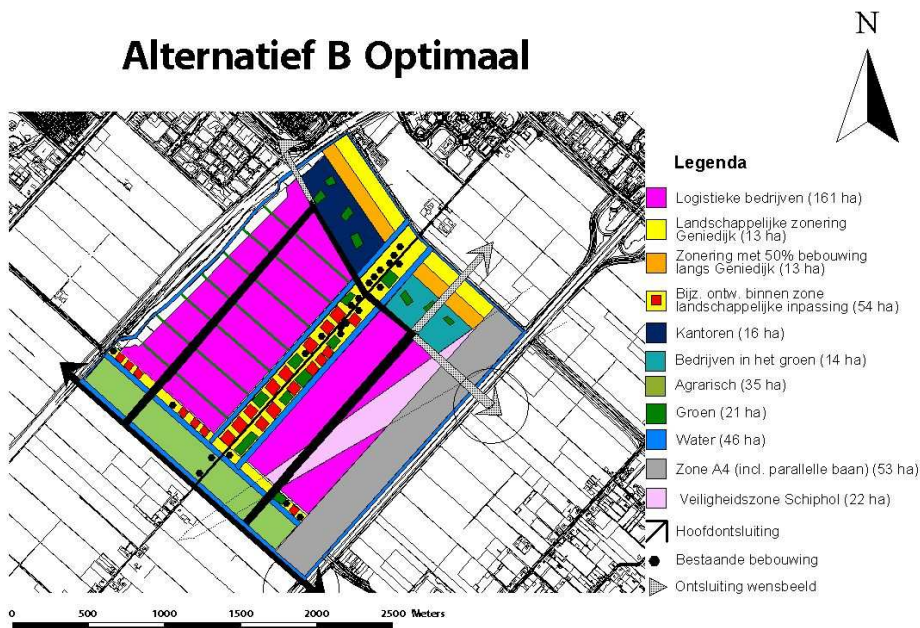 Alternatief B Optimaal
N
Legenda
Logistieke bedrijven (161 ha)
Landschappelijke zonering
Geniedijk (13 ha)
Zonering met 50% bebouwing
langs Geniedijk (13 ha)
Bijz. ontw. binnen zone
landschappelijke inpassing (54 ha)
Kantoren (16 ha)
Bedrijven in het groen (14 ha)
Agrarisch (35 ha)
Groen (21 ha)
Water (46 ha)
Zone A4 (incl. parallelle baan) (53 ha)
Veiligheidszone Schiphol (22 ha)
Hoofdontsluiting
Bestaande bebouwing
Ontsluiting wensbeeld
0 500 1000 1500 2000 2500 Meters